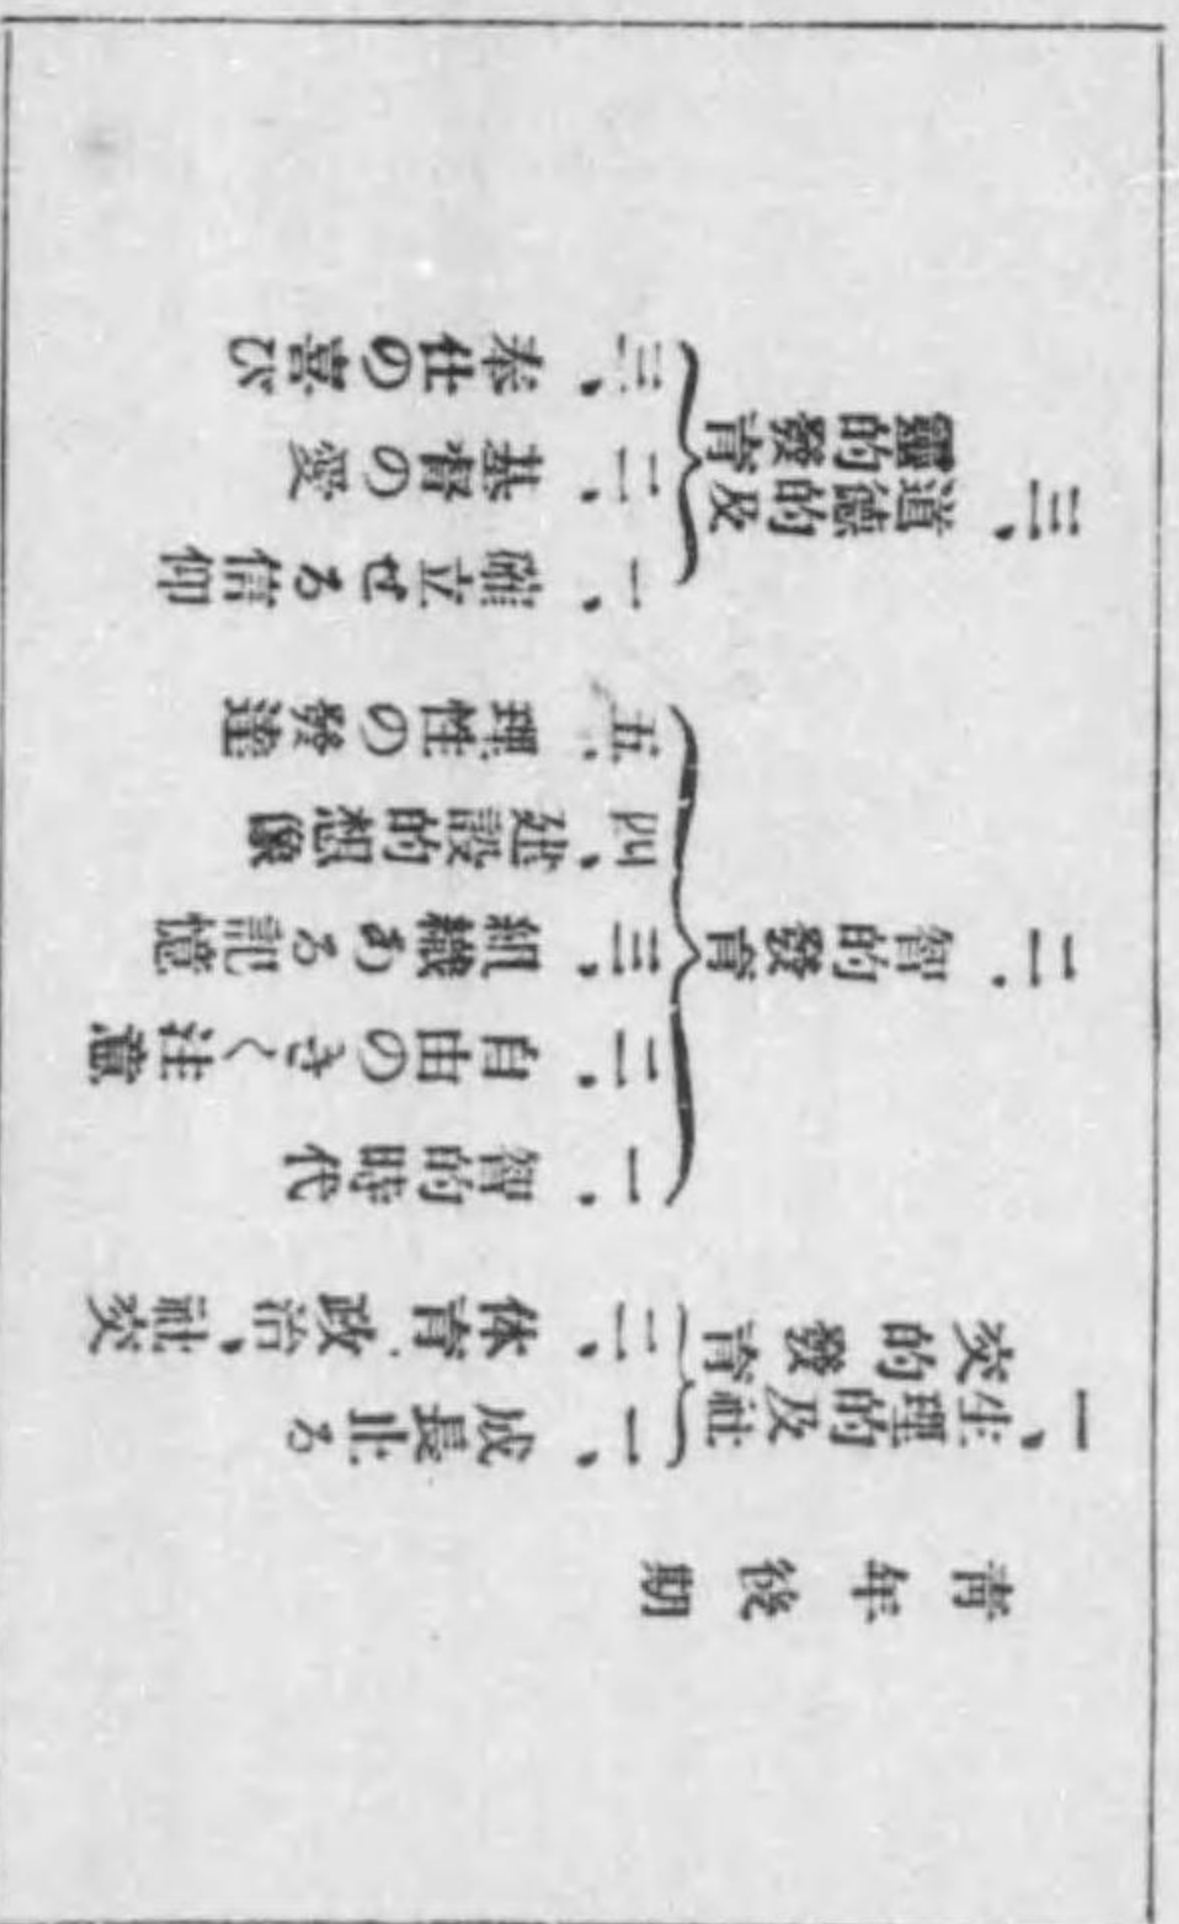 青年後期
一、生理的及社
交的發育
一、成長止る
二、体育、政治、社交
二、智的發育
一、智的時代
二、自由のきく注意
三、組織ある記憶
四、建設的想像
五、理性の發達
三、道德的及
靈的發育
一、確立せる信仰
二、基督の愛
三、奉仕の喜び